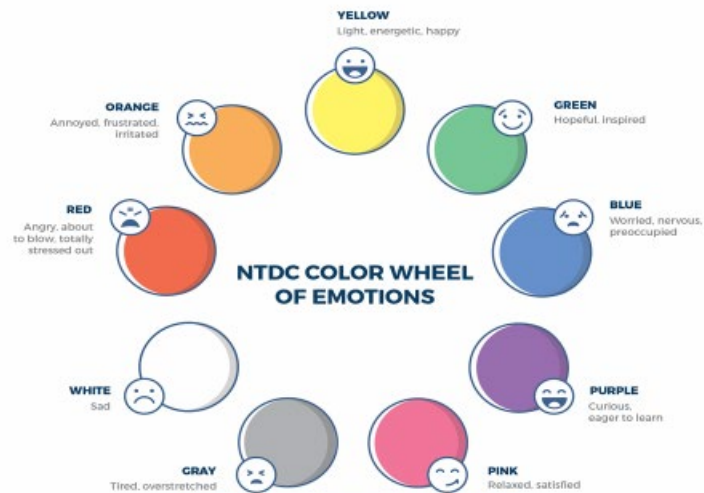 YELLOW
Light, energetic, happy
GREEN
Hopeful, inspired
BLUE
Worried, nervous,
preoccupied
PURPLE
Curious,
eager to learn
PINK
Relaxed, satisfied
GRAY
Tired, overstretched
WHITE
Sad
RED
Angry, about
to blow, totally
stressed out
ORANGE
Annoyed, frustrated,
irritated
NTDC COLOR WHEEL
OF EMOTIONS